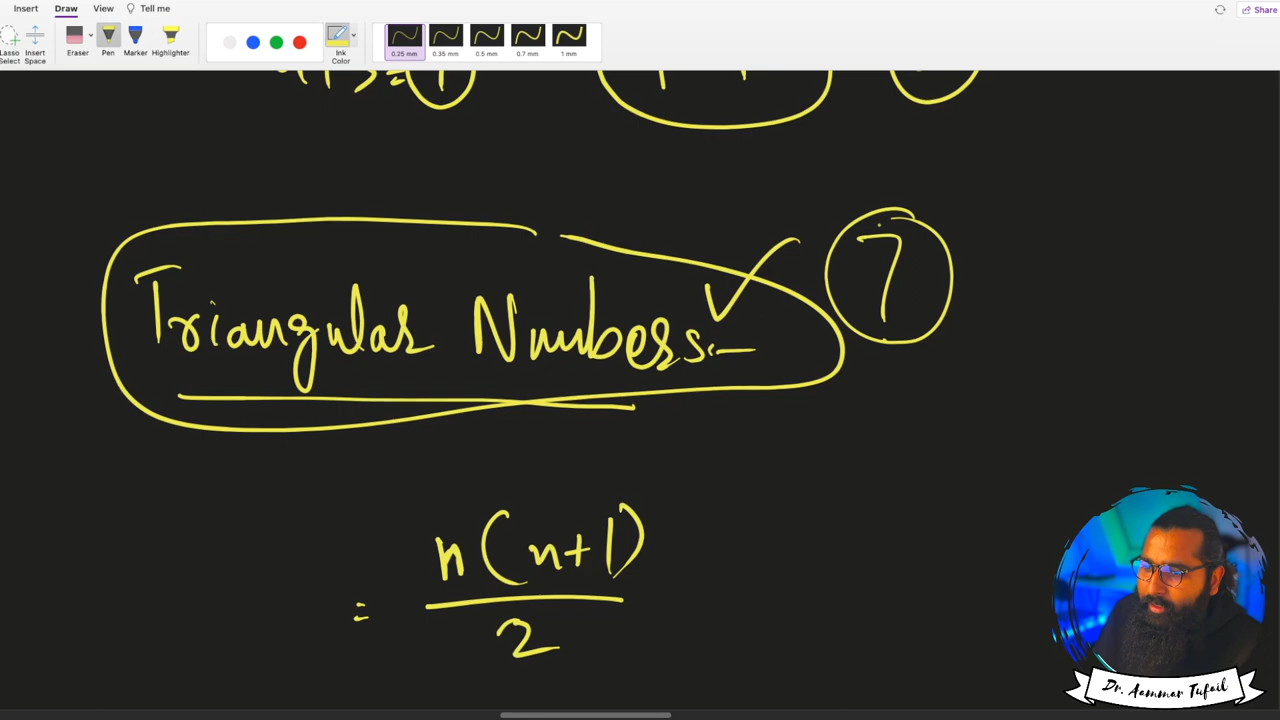 Insert Draw View Tell me
Share
Lasso Select
Insert Space
Eraser
Pen
Marker
Highlighter
Ink Color
0.25 mm
0.35 mm
0.5 mm
0.7 mm
1 mm
Triangular Numbers:-
7
= n(n+1)
2
Dr. Aammar Tufail